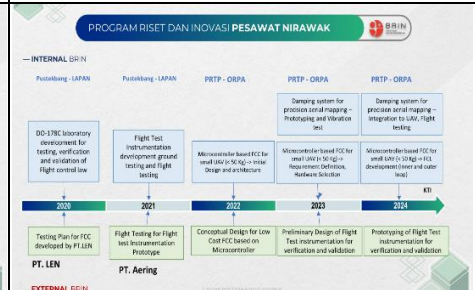 PROGRAM RISET DAN INOVASI PESAWAT NIRAWAK
BRIN
— INTERNAL BRIN
Pustekbang - LAPAN
Pustekbang - LAPAN
PRTP - ORPA
PRTP - ORPA
PRTP - ORPA
DO-178C laboratory
development for
testing, verification
and validation of
Flight control law
Flight Test
Instrumentation
development ground
testing and flight
testing
Microcontroller based FCC for
small UAV (< 50 Kg) -> Initial
Design and architecture
Damping system for
precision aerial mapping –
Prototyping and Vibration
test
Microcontroller based FCC for
small UAV (< 50 Kg) ->
Requirement Definition,
Hardware Selection
Damping system for
precision aerial mapping –
Integration to UAV, Flight
testing
Microcontroller based FCC for
small UAV (< 50 Kg) -> FCL
development (inner and outer
loop)
KTI
2020
2021
2022
2023
2024
Testing Plan for FCC
developed by PT.LEN
Flight Testing for Flight
test Instrumentation
Prototype
Conceptual Design for Low
Cost FCC based on
Microcontroller
Preliminary Design of Flight
Test instrumentation for
verification and validation
Prototyping of Flight Test
instrumentation for
verification and validation
PT. LEN
PT. Aering
EXTERNAL BRIN